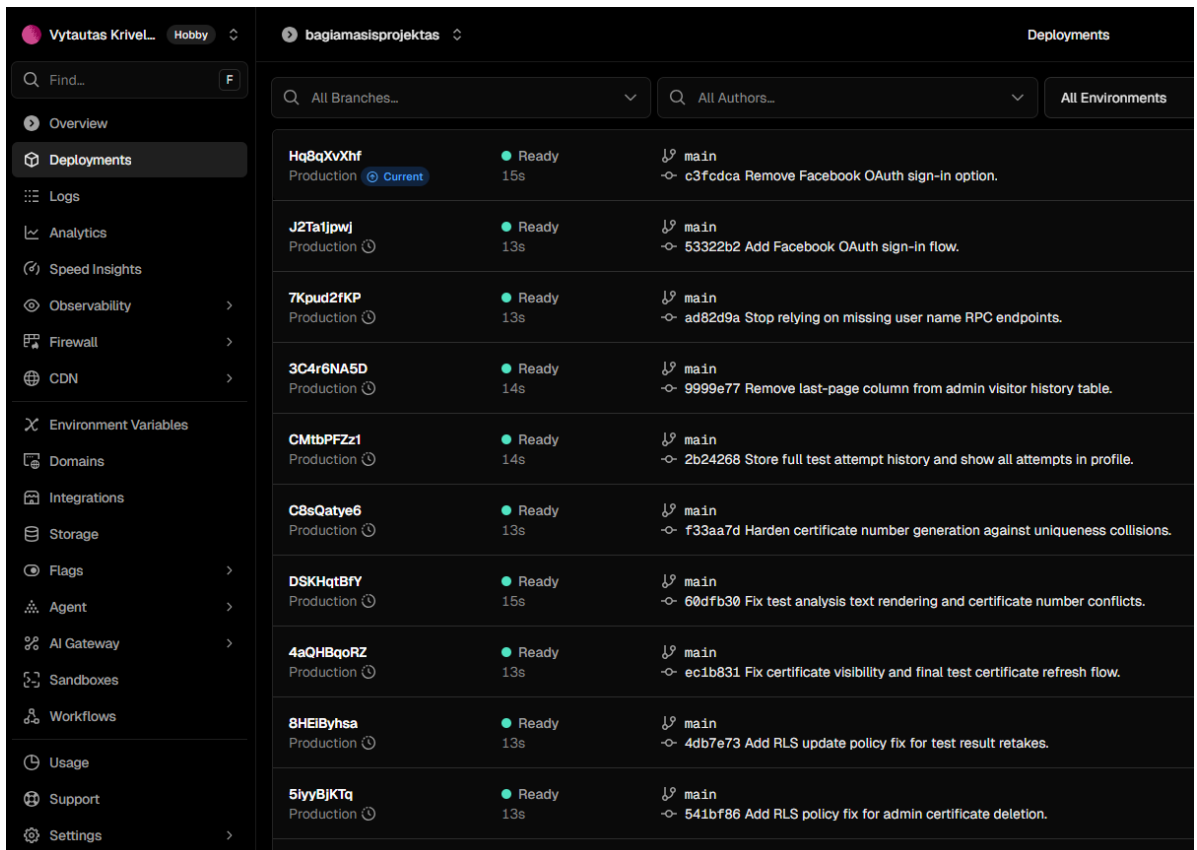 Vytautas Krivel... Hobby
bagiamasisprojektas
Deployments
Find... F
All Branches...
All Authors...
All Environments
Overview
Deployments
Logs
Analytics
Speed Insights
Observability
Firewall
CDN
Environment Variables
Domains
Integrations
Storage
Flags
Agent
AI Gateway
Sandboxes
Workflows
Usage
Support
Settings
Hq8qXvXhf Ready main
Production Current 15s c3fcdca Remove Facebook OAuth sign-in option.
J2Ta1jpwj Ready main
Production 13s 53322b2 Add Facebook OAuth sign-in flow.
7Kpud2fKP Ready main
Production 13s ad82d9a Stop relying on missing user name RPC endpoints.
3C4r6NA5D Ready main
Production 14s 9999e77 Remove last-page column from admin visitor history table.
CMtbPFZz1 Ready main
Production 14s 2b24268 Store full test attempt history and show all attempts in profile.
C8sQatye6 Ready main
Production 13s f33aa7d Harden certificate number generation against uniqueness collisions.
DSKHqtBfY Ready main
Production 15s 60dfb30 Fix test analysis text rendering and certificate number conflicts.
4aQHBqoRZ Ready main
Production 13s ec1b831 Fix certificate visibility and final test certificate refresh flow.
8HEiByhsa Ready main
Production 13s 4db7e73 Add RLS update policy fix for test result retakes.
5iyyBjKTq Ready main
Production 13s 541bf86 Add RLS policy fix for admin certificate deletion.